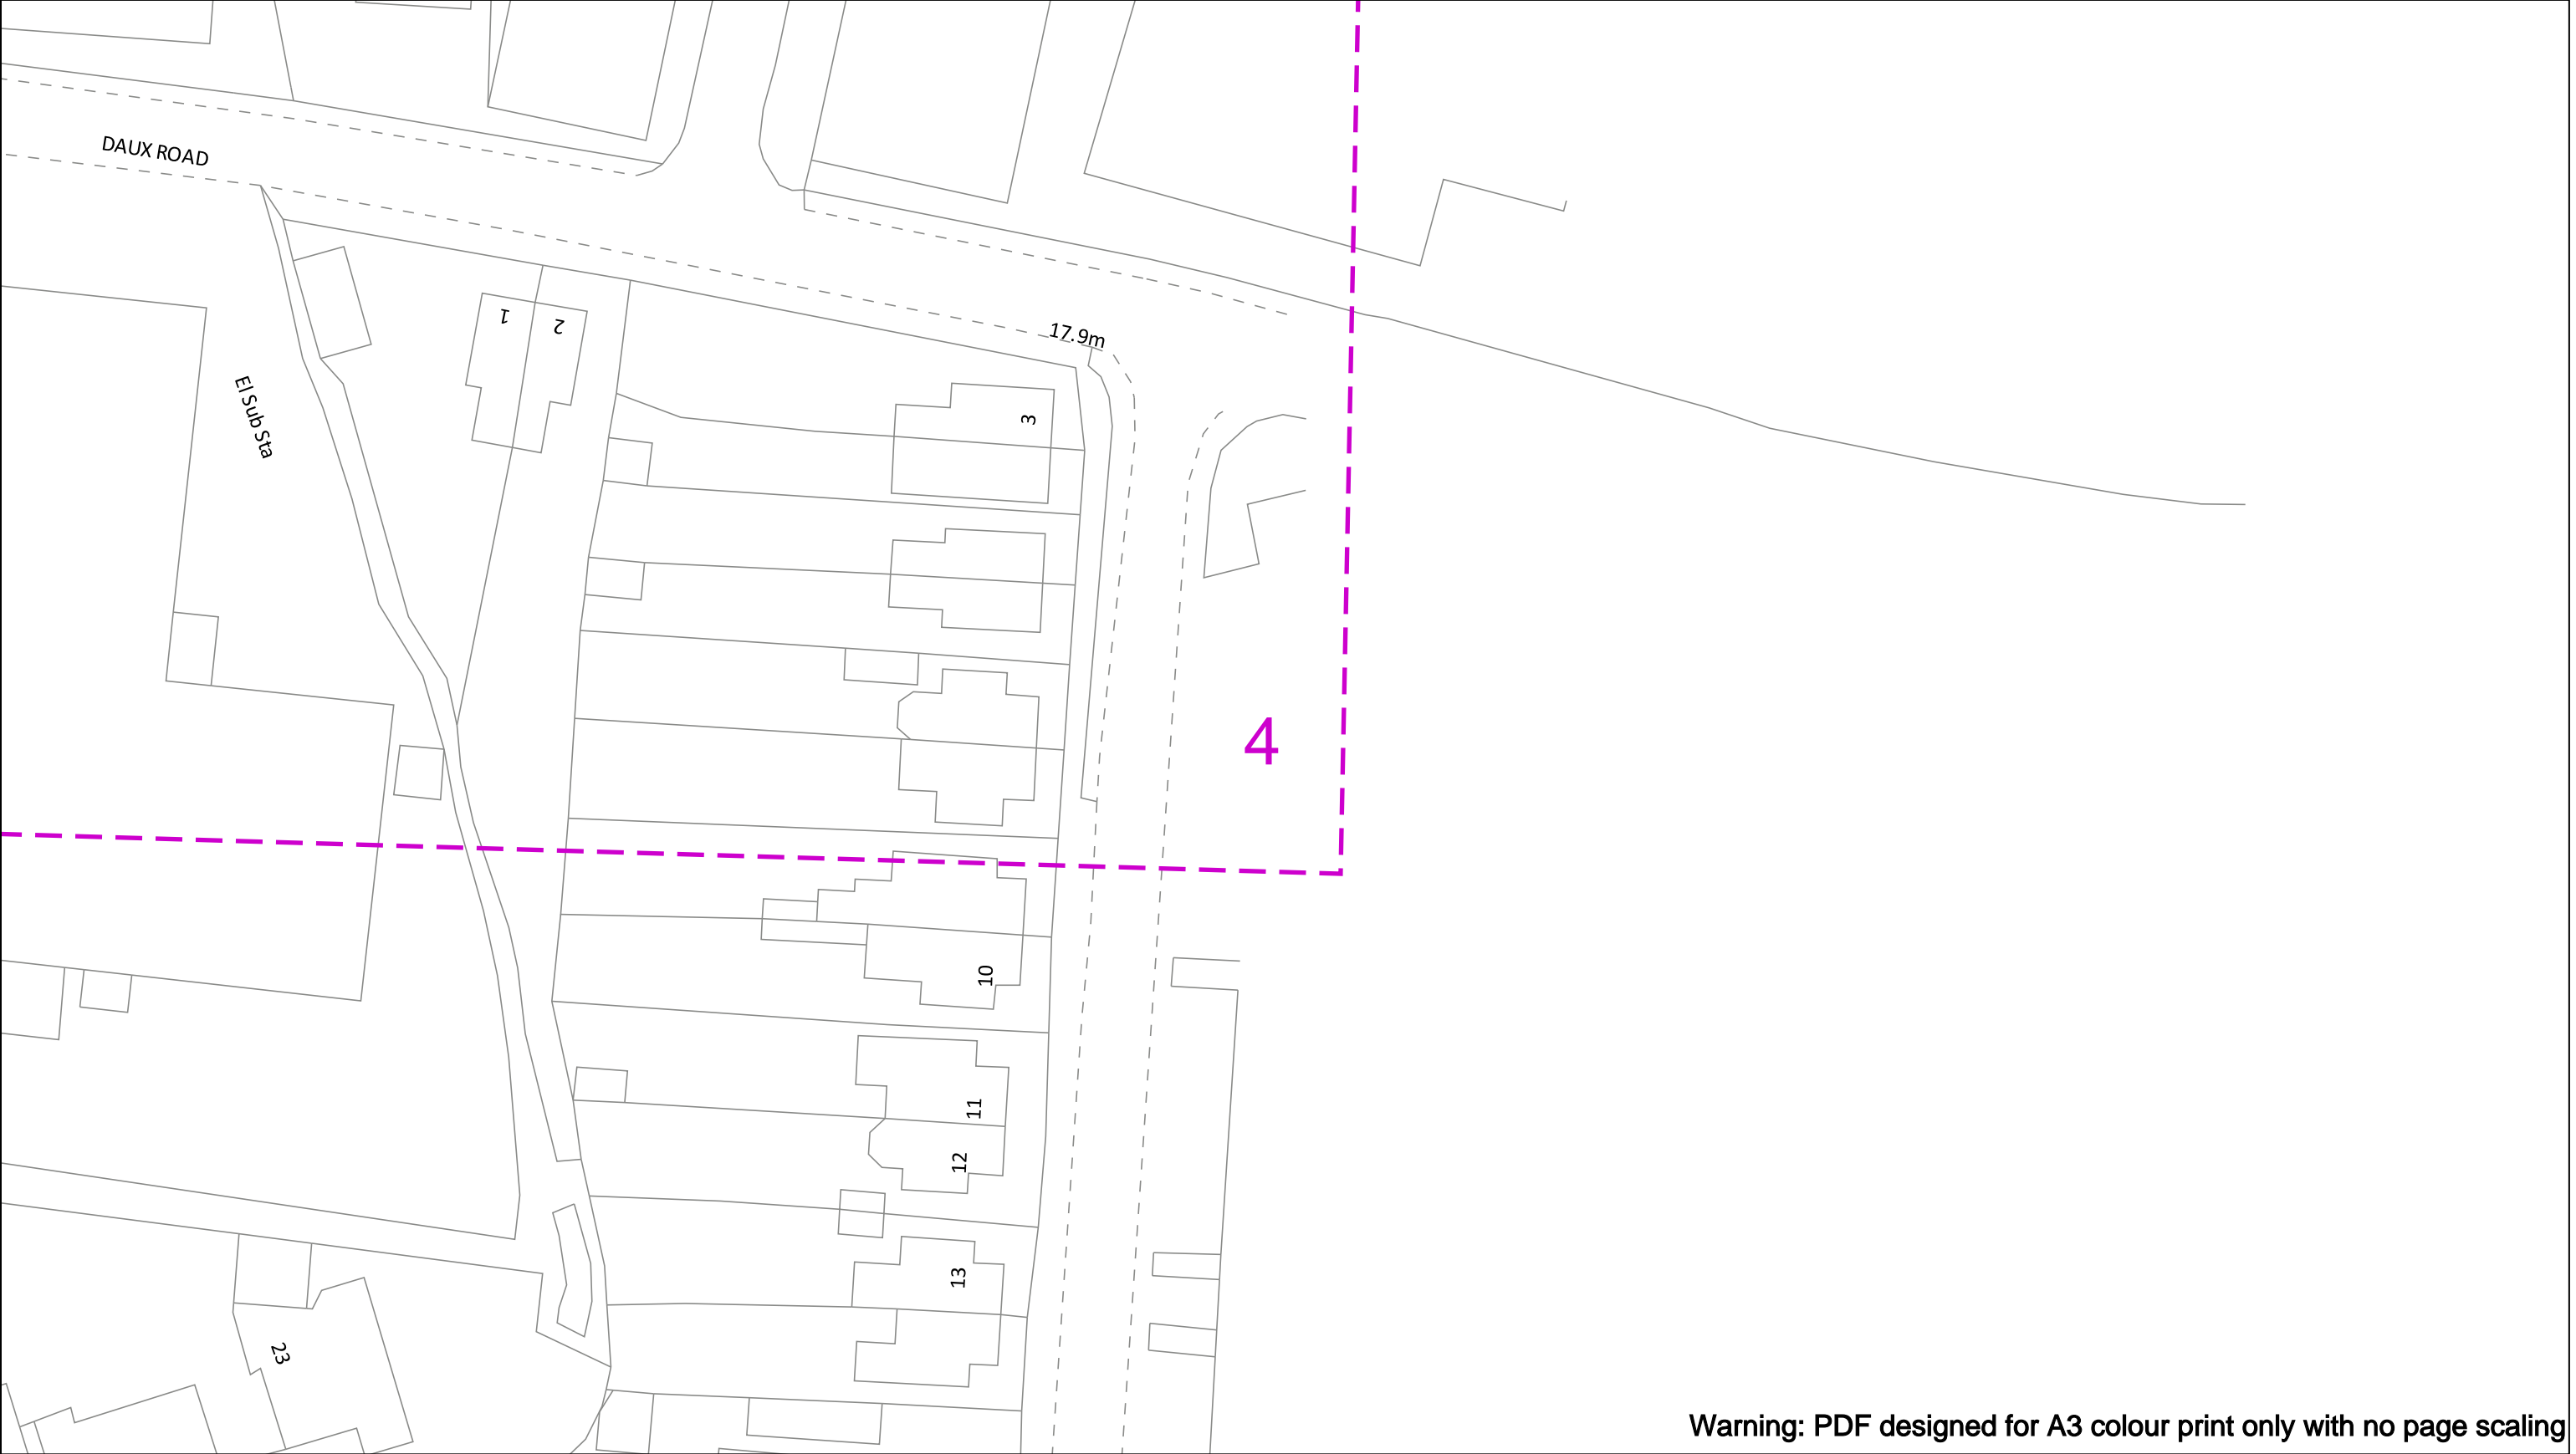 DAUX ROAD
1
2
17.9m
El Sub Sta
3
4
10
11
12
13
23
Warning: PDF designed for A3 colour print only with no page scaling